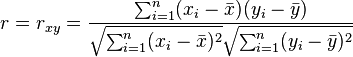 r = r_{xy} = \frac{\sum_{i=1}^{n}(x_i - \bar{x})(y_i - \bar{y})}{\sqrt{\sum_{i=1}^{n}(x_i - \bar{x})^2}\sqrt{\sum_{i=1}^{n}(y_i - \bar{y})^2}}